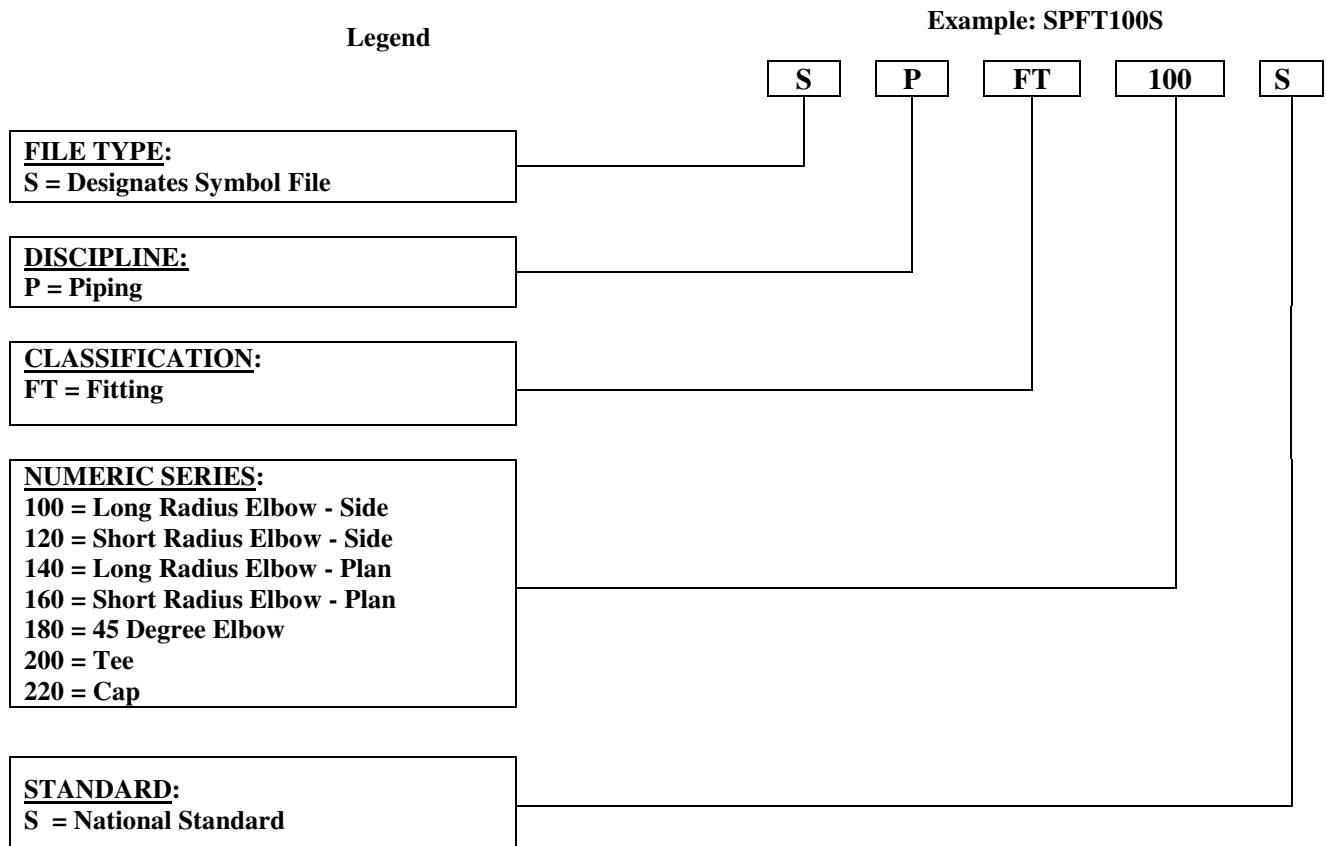 Legend
Example: SPFT100S
S P FT 100 S
FILE TYPE:
S = Designates Symbol File
DISCIPLINE:
P = Piping
CLASSIFICATION:
FT = Fitting
NUMERIC SERIES:
100 = Long Radius Elbow - Side
120 = Short Radius Elbow - Side
140 = Long Radius Elbow - Plan
160 = Short Radius Elbow - Plan
180 = 45 Degree Elbow
200 = Tee
220 = Cap
STANDARD:
S = National Standard